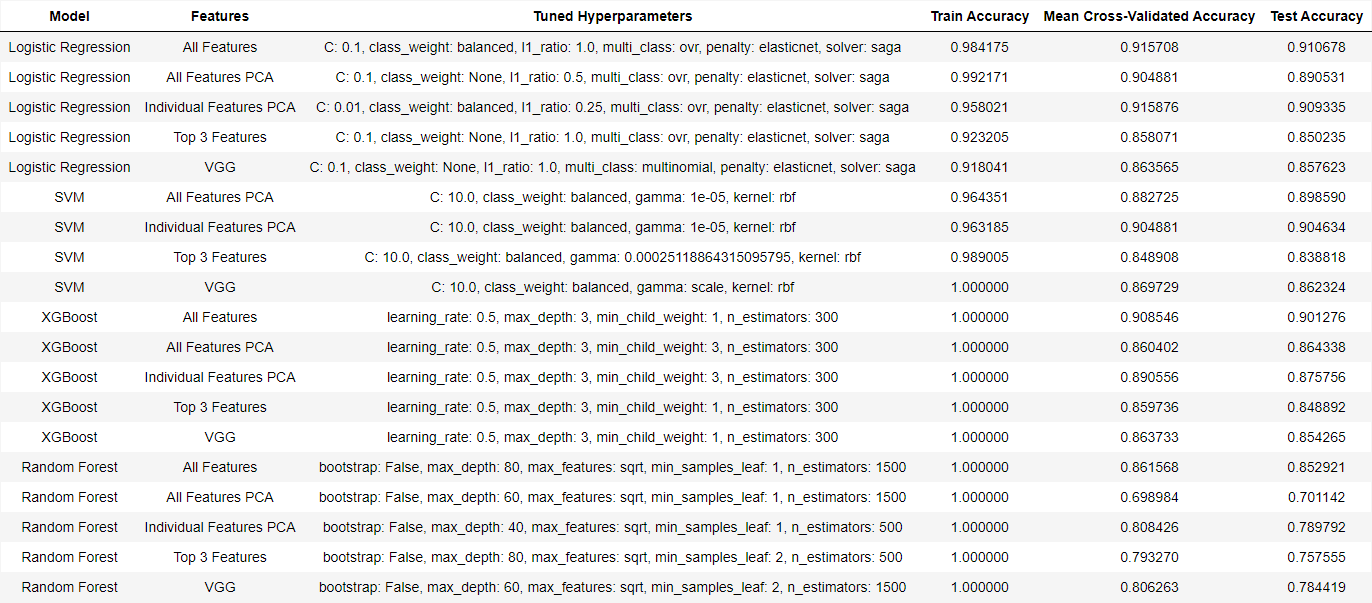 Model Features Tuned Hyperparameters Train Accuracy Mean Cross-Validated Accuracy Test Accuracy
Logistic Regression All Features C: 0.1, class_weight: balanced, l1_ratio: 1.0, multi_class: ovr, penalty: elasticnet, solver: saga 0.984175 0.915708 0.910678
Logistic Regression All Features PCA C: 0.1, class_weight: None, l1_ratio: 0.5, multi_class: ovr, penalty: elasticnet, solver: saga 0.992171 0.904881 0.890531
Logistic Regression Individual Features PCA C: 0.01, class_weight: balanced, l1_ratio: 0.25, multi_class: ovr, penalty: elasticnet, solver: saga 0.958021 0.915876 0.909335
Logistic Regression Top 3 Features C: 0.1, class_weight: None, l1_ratio: 1.0, multi_class: ovr, penalty: elasticnet, solver: saga 0.923205 0.858071 0.850235
Logistic Regression VGG C: 0.1, class_weight: None, l1_ratio: 1.0, multi_class: multinomial, penalty: elasticnet, solver: saga 0.918041 0.863565 0.857623
SVM All Features PCA C: 10.0, class_weight: balanced, gamma: 1e-05, kernel: rbf 0.964351 0.882725 0.898590
SVM Individual Features PCA C: 10.0, class_weight: balanced, gamma: 1e-05, kernel: rbf 0.963185 0.904881 0.904634
SVM Top 3 Features C: 10.0, class_weight: balanced, gamma: 0.00025118864315095795, kernel: rbf 0.989005 0.848908 0.838818
SVM VGG C: 10.0, class_weight: balanced, gamma: scale, kernel: rbf 1.000000 0.869729 0.862324
XGBoost All Features learning_rate: 0.5, max_depth: 3, min_child_weight: 1, n_estimators: 300 1.000000 0.908546 0.901276
XGBoost All Features PCA learning_rate: 0.5, max_depth: 3, min_child_weight: 3, n_estimators: 300 1.000000 0.860402 0.864338
XGBoost Individual Features PCA learning_rate: 0.5, max_depth: 3, min_child_weight: 3, n_estimators: 300 1.000000 0.890556 0.875756
XGBoost Top 3 Features learning_rate: 0.5, max_depth: 3, min_child_weight: 1, n_estimators: 300 1.000000 0.859736 0.848892
XGBoost VGG learning_rate: 0.5, max_depth: 3, min_child_weight: 1, n_estimators: 300 1.000000 0.863733 0.854265
Random Forest All Features bootstrap: False, max_depth: 80, max_features: sqrt, min_samples_leaf: 1, n_estimators: 1500 1.000000 0.861568 0.852921
Random Forest All Features PCA bootstrap: False, max_depth: 60, max_features: sqrt, min_samples_leaf: 1, n_estimators: 1500 1.000000 0.698984 0.701142
Random Forest Individual Features PCA bootstrap: False, max_depth: 40, max_features: sqrt, min_samples_leaf: 1, n_estimators: 500 1.000000 0.808426 0.789792
Random Forest Top 3 Features bootstrap: False, max_depth: 80, max_features: sqrt, min_samples_leaf: 2, n_estimators: 500 1.000000 0.793270 0.757555
Random Forest VGG bootstrap: False, max_depth: 60, max_features: sqrt, min_samples_leaf: 2, n_estimators: 1500 1.000000 0.806263 0.784419